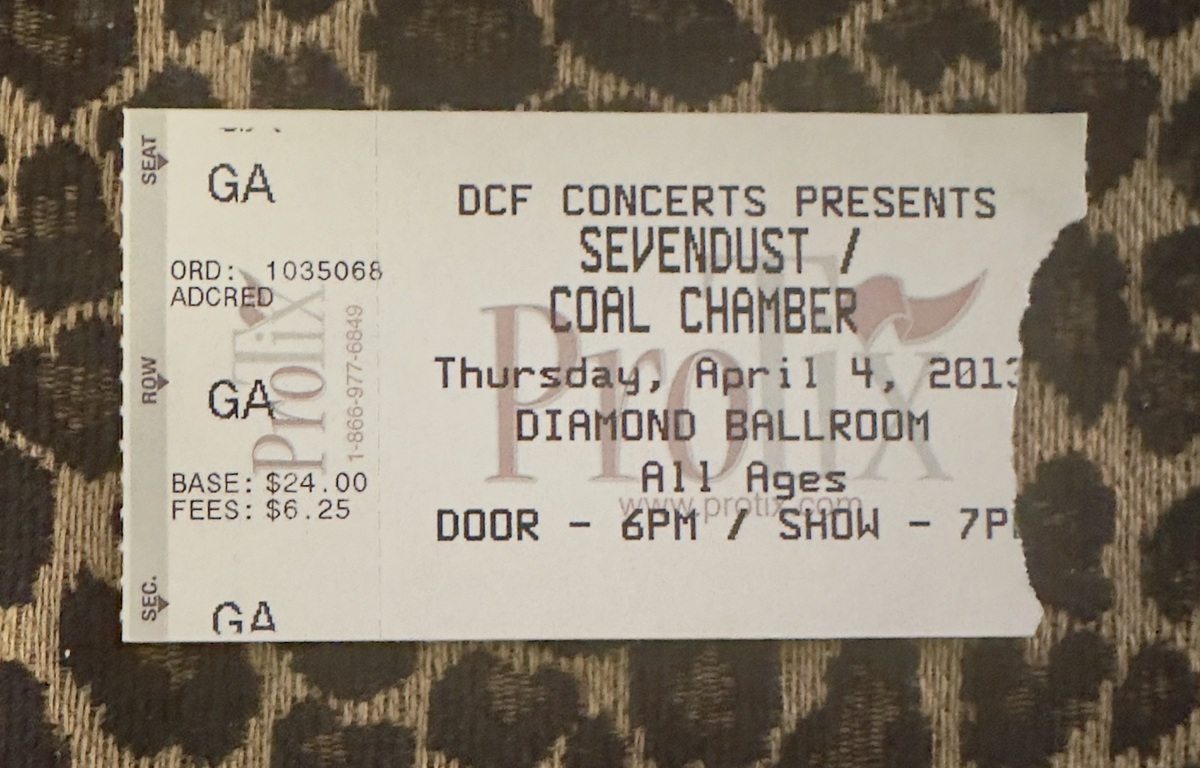 SEAT
GA
ORD: 1035068
ADCRED
ROW
GA
BASE: $24.00
FEES: $6.25
SEC.
GA
ProTix
1-866-977-6849
DCF CONCERTS PRESENTS
SEVENDUST /
COAL CHAMBER
Thursday, April 4, 2013
DIAMOND BALLROOM
All Ages
DOOR - 6PM / SHOW - 7P
ProTix
www.protix.com